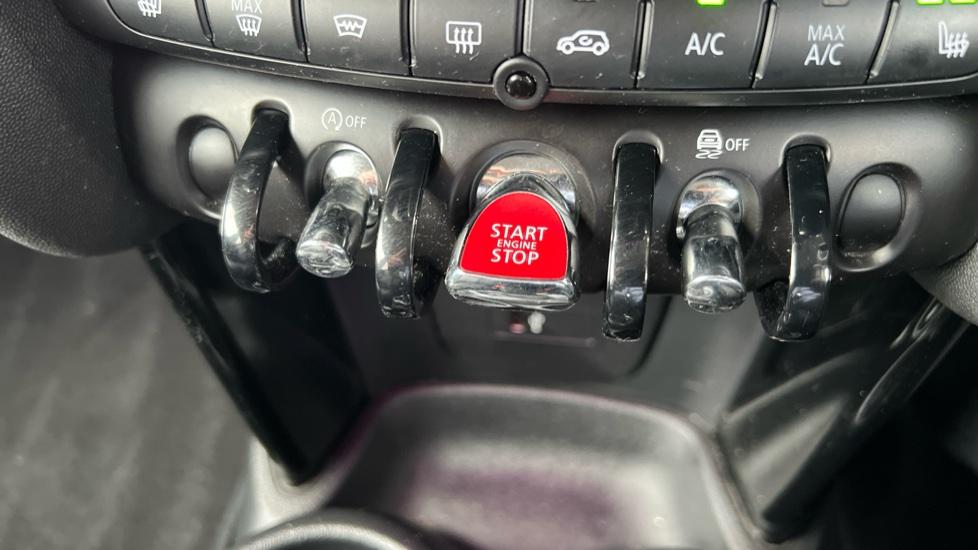 MAX
A/C
MAX
A/C
A OFF
OFF
START
ENGINE
STOP